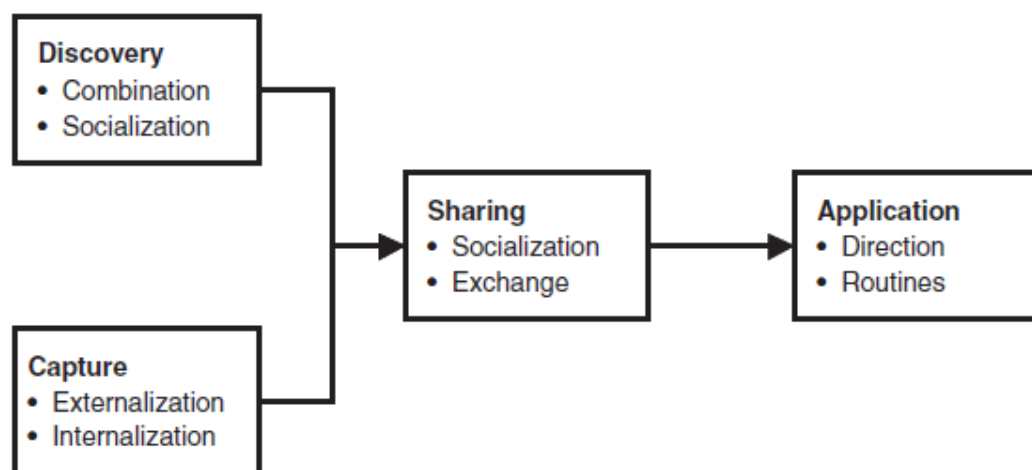 Discovery
• Combination
• Socialization
Sharing
• Socialization
• Exchange
Application
• Direction
• Routines
Capture
• Externalization
• Internalization